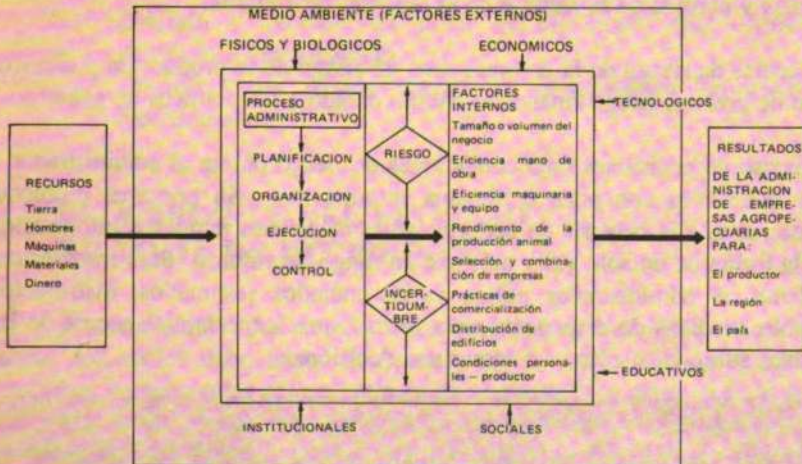 MEDIO AMBIENTE (FACTORES EXTERNOS)
FISICOS Y BIOLOGICOS
ECONOMICOS
TECNOLOGICOS
EDUCATIVOS
INSTITUCIONALES
SOCIALES
RECURSOS
Tierra
Hombres
Máquinas
Materiales
Dinero
PROCESO
ADMINISTRATIVO
PLANIFICACION
ORGANIZACIÓN
EJECUCIÓN
CONTROL
RIESGO
INCER-
TIDUM-
BRE
FACTORES
INTERNOS
Tamaño o volumen del
negocio
Eficiencia mano de
obra
Eficiencia maquinaria
y equipo
Rendimiento de la
producción animal
Selección y combina-
ción de empresas
Prácticas de
comercialización
Distribución de
edificios
Condiciones persona-
les – productor
RESULTADOS
DE LA ADMI-
NISTRACION
DE EMPRE-
SAS AGROPE-
CUARIAS
PARA:
El productor
La región
El país